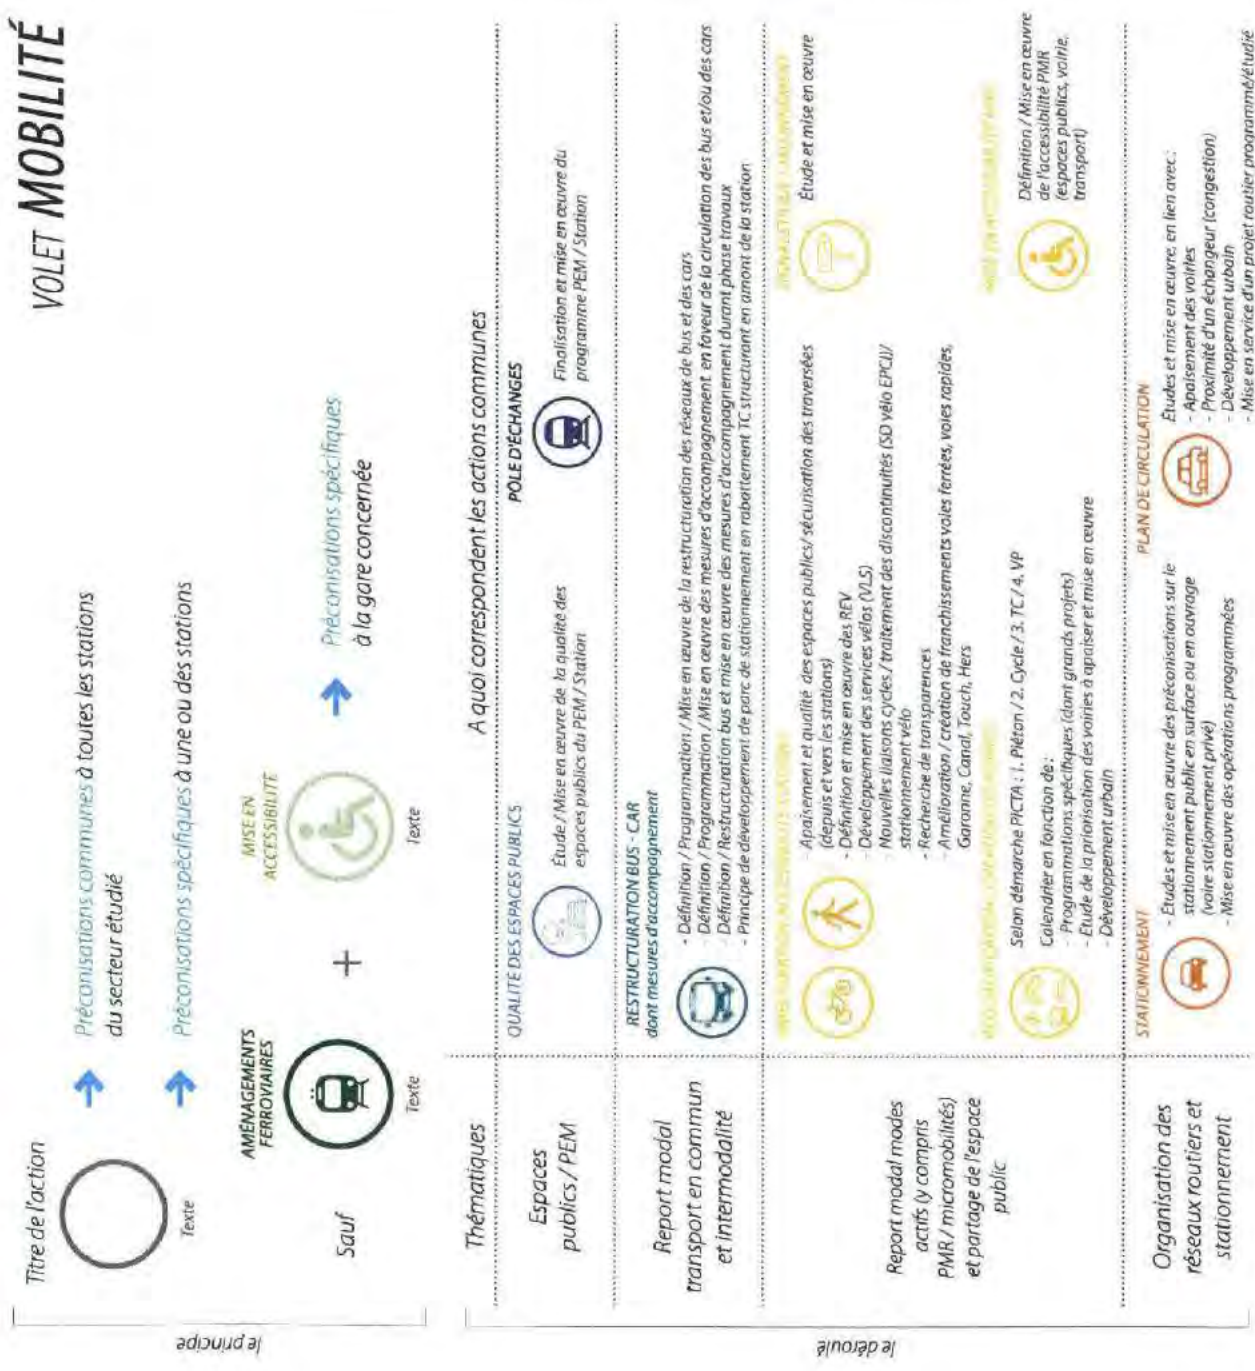 VOLET MOBILITÉ
le principe
Titre de l'action
Texte
Préconisations communes à toutes les stations
du secteur étudié
Préconisations spécifiques à une ou des stations
Sauf
AMÉNAGEMENTS
FERROVIAIRES
Texte
+
MISE EN
ACCESSIBILITÉ
Texte
Préconisations spécifiques
à la gare concernée
le déroulé
Thématiques
A quoi correspondent les actions communes
Espaces
publics / PEM
QUALITÉ DES ESPACES PUBLICS
Étude / Mise en œuvre de la qualité des
espaces publics du PEM / Station
PÔLE D'ÉCHANGES
Finalisation et mise en œuvre du
programme PEM / Station
Report modal
transport en commun
et intermodalité
RESTRUCTURATION BUS - CAR
dont mesures d'accompagnement
- Définition / Programmation / Mise en œuvre de la restructuration des réseaux de bus et des cars
- Définition / Programmation / Mise en œuvre des mesures d'accompagnement en faveur de la circulation des bus et/ou des cars
- Définition / Restructuration bus et mise en œuvre des mesures d'accompagnement durant phase travaux
- Principe de développement de parc de stationnement en rabattement TC structurant en amont de la station
Report modal modes
actifs (y compris
PMR / micromobilités)
et partage de l'espace
public
- Apaisement et qualité des espaces publics/ sécurisation des traversées
(depuis et vers les stations)
- Définition et mise en œuvre des REV
- Développement des services vélos (VLS)
- Nouvelles liaisons cycles / traitement des discontinuités (SD vélo EPCI)/
stationnement vélo
- Recherche de transparences
- Amélioration / création de franchissements voies ferrées, voies rapides,
Garonne, Canal, Touch, Hers
Étude et mise en œuvre
Selon démarche PICTA : 1. Piéton / 2. Cycle / 3. TC / 4. VP
Calendrier en fonction de :
- Programmations spécifiques (dont grands projets)
- Etude de la priorisation des voiries à apaiser et mise en œuvre
- Développement urbain
Définition / Mise en œuvre
de l'accessibilité PMR
(espaces publics, voirie,
transport)
Organisation des
réseaux routiers et
stationnement
STATIONNEMENT
- Etudes et mise en œuvre des préconisations sur le
stationnement public en surface ou en ouvrage
(voire stationnement privé)
- Mise en œuvre des opérations programmées
PLAN DE CIRCULATION
Études et mise en œuvre, en lien avec :
- Apaisement des voiries
- Proximité d'un échangeur (congestion)
- Développement urbain
- Mise en service d'un projet routier programmé/étudié